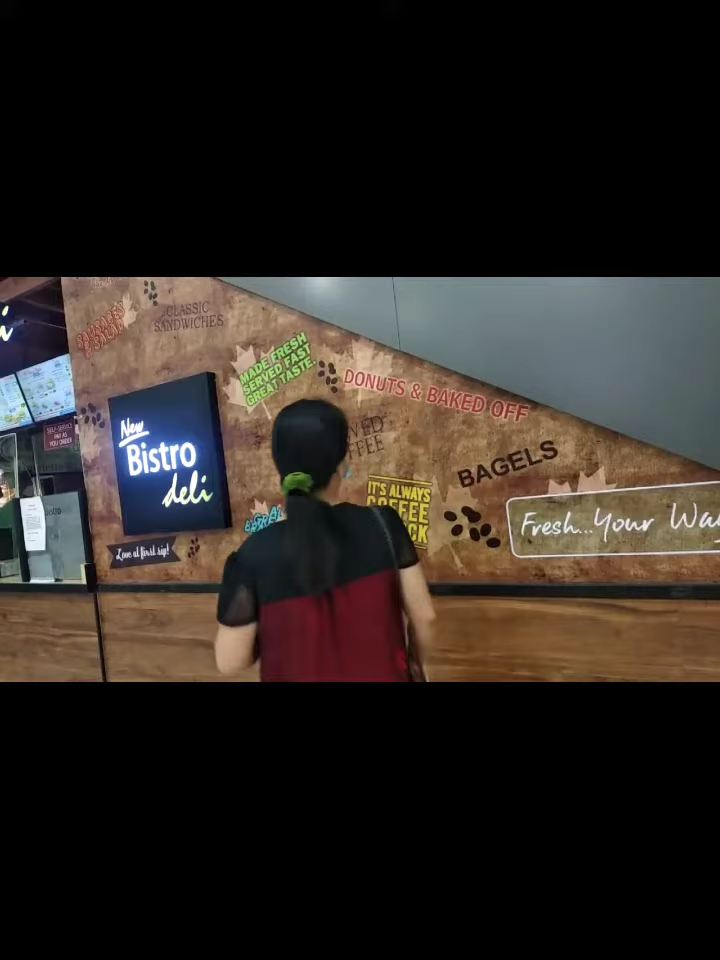 CLASSIC
SANDWICHES
MADE FRESH
SERVED FAST
GREAT TASTE.
DONUTS & BAKED OFF
SELF-SERVICE
PAY AS
YOU ORDER
New
Bistro
deli
BAGELS
IT'S ALWAYS
COFFEE
Fresh...Your Way
Love at first sip!